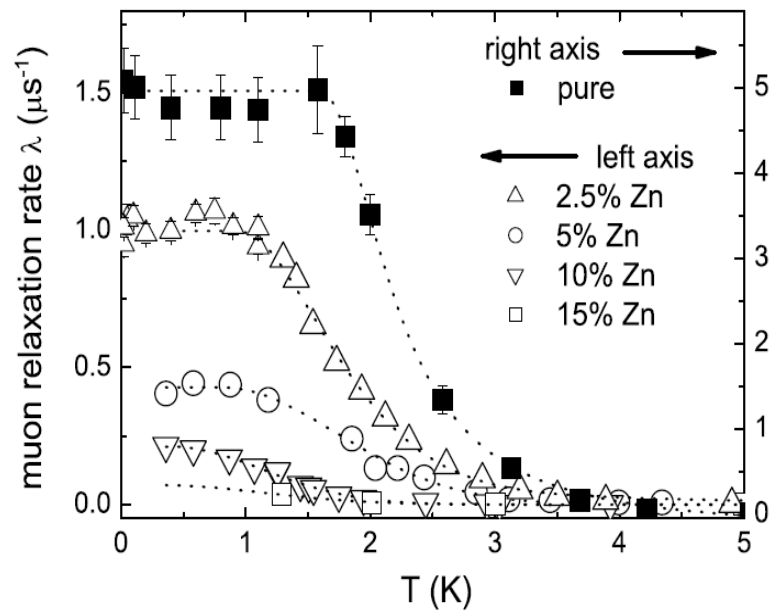 muon relaxation rate λ (μs⁻¹)
1.5
1.0
0.5
0.0
right axis
pure
left axis
2.5% Zn
5% Zn
10% Zn
15% Zn
5
4
3
2
1
0
0 1 2 3 4 5
T (K)